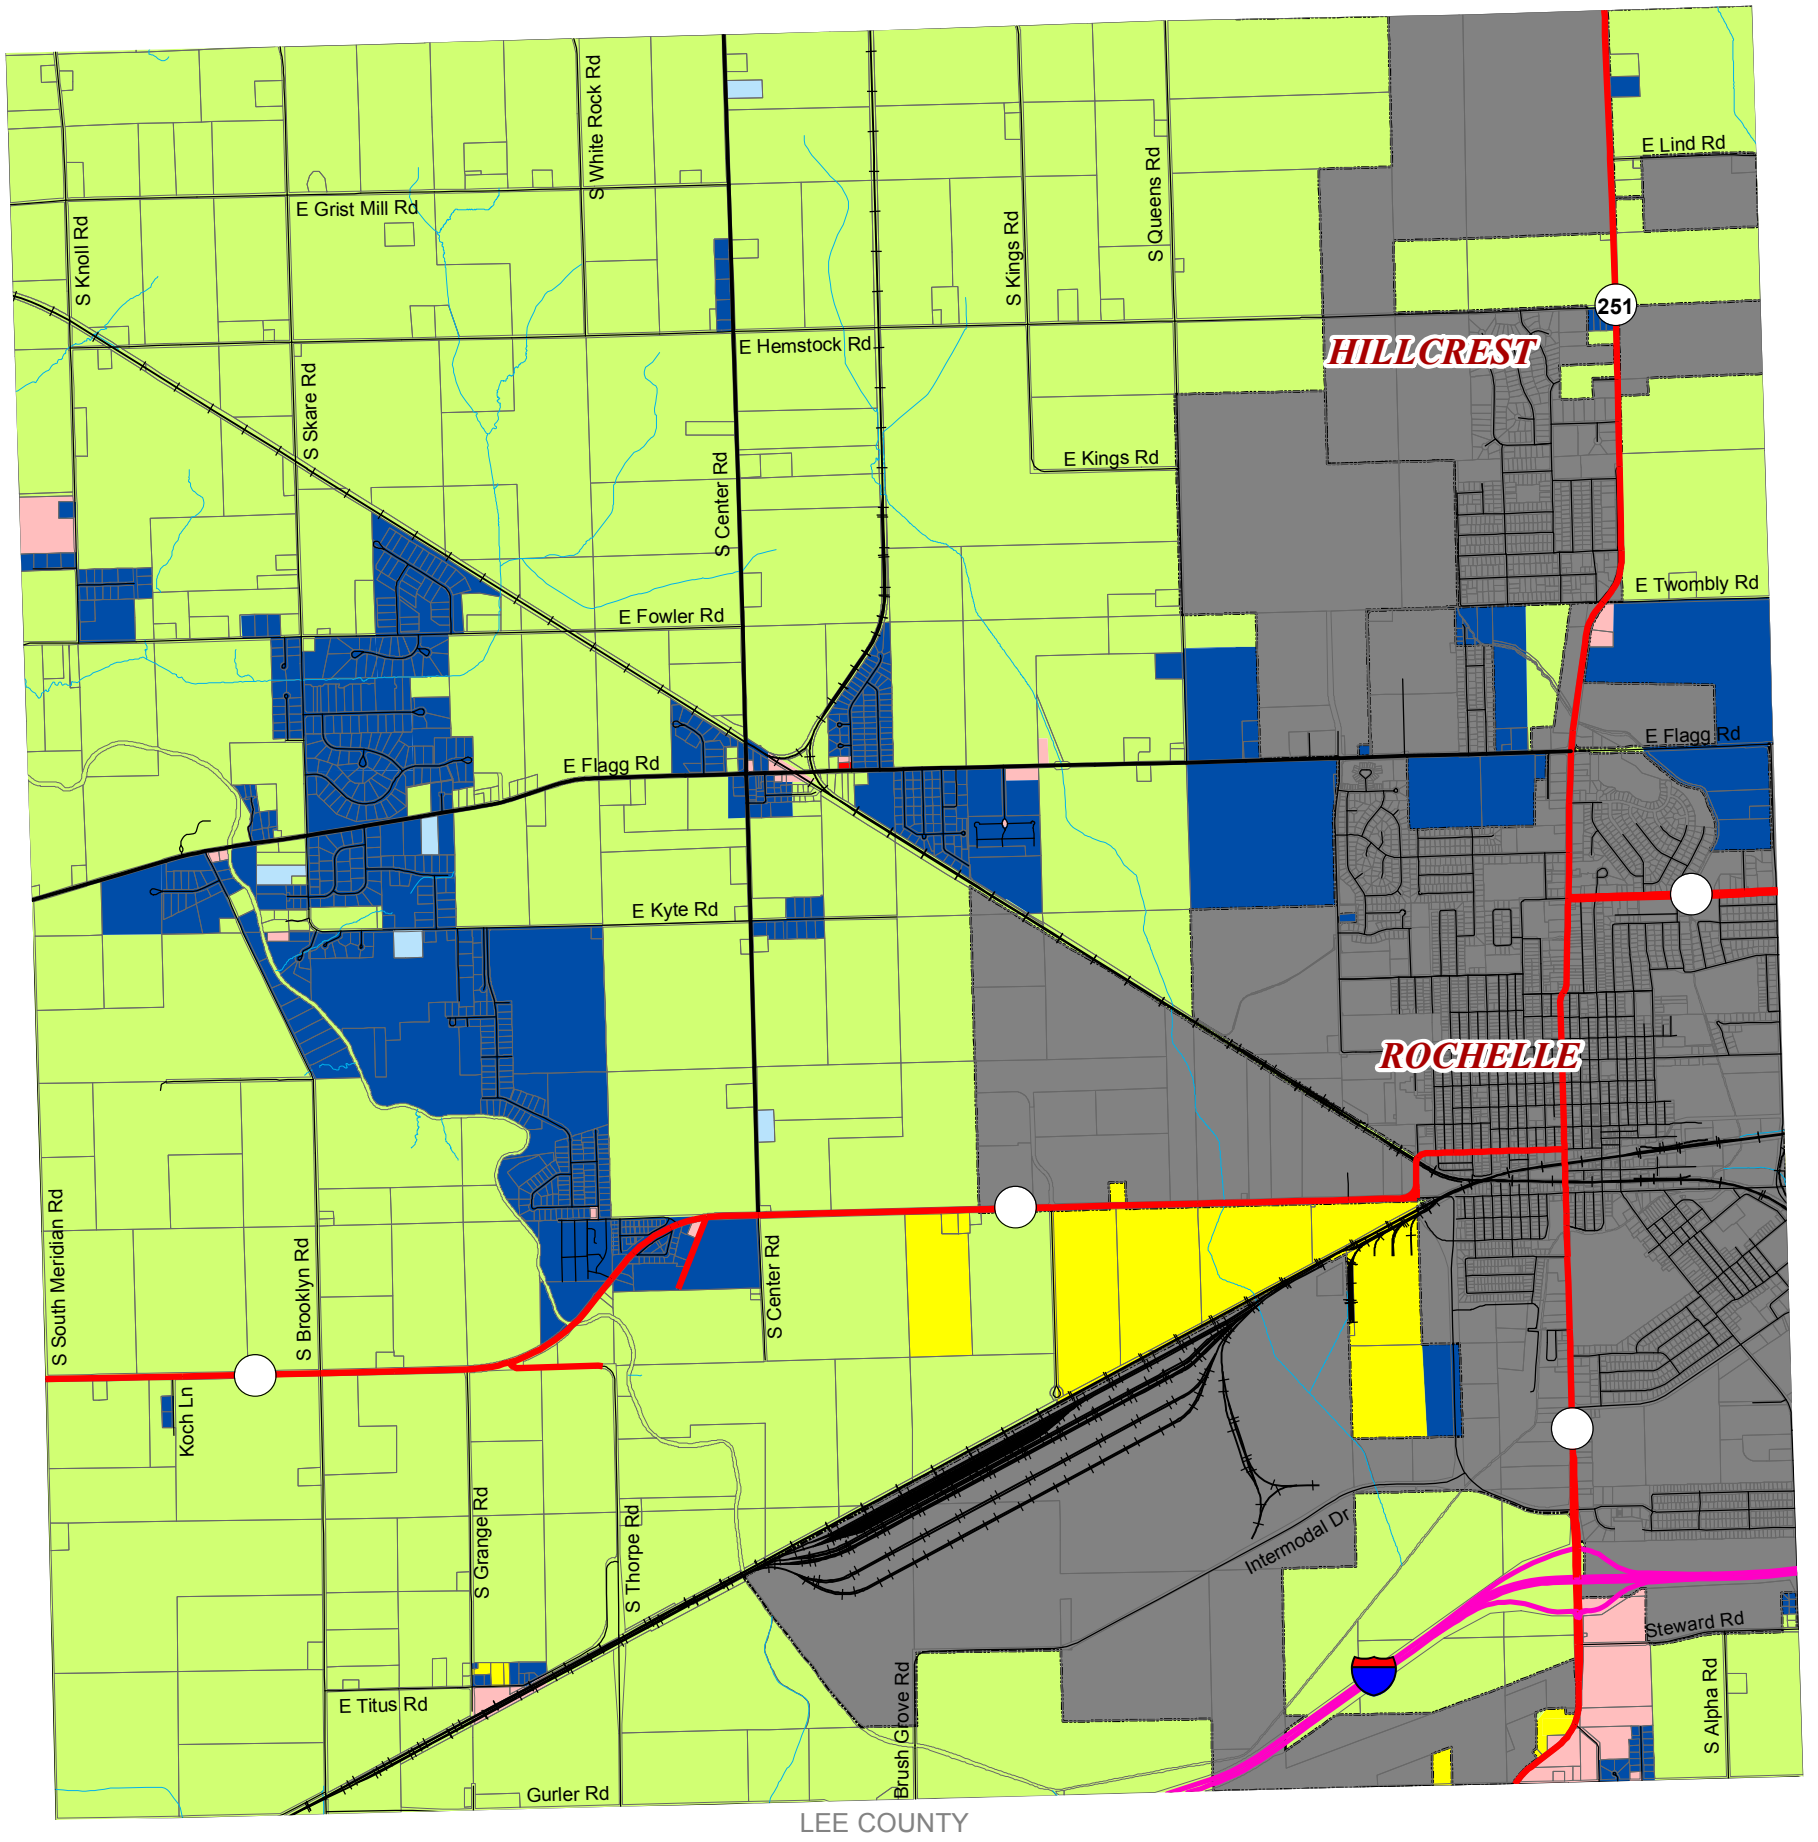 S White Rock Rd
E Lind Rd
E Grist Mill Rd
S Knoll Rd
S Kings Rd
S Queens Rd
251
E Hemstock Rd
HILLCREST
S Skare Rd
S Center Rd
E Kings Rd
E Twombly Rd
E Fowler Rd
E Flagg Rd
E Flagg Rd
E Kyte Rd
ROCHELLE
S South Meridian Rd
S Brooklyn Rd
S Center Rd
Koch Ln
S Grange Rd
S Thorpe Rd
Intermodal Dr
Steward Rd
E Titus Rd
Brush Grove Rd
S Alpha Rd
Gurler Rd
LEE COUNTY